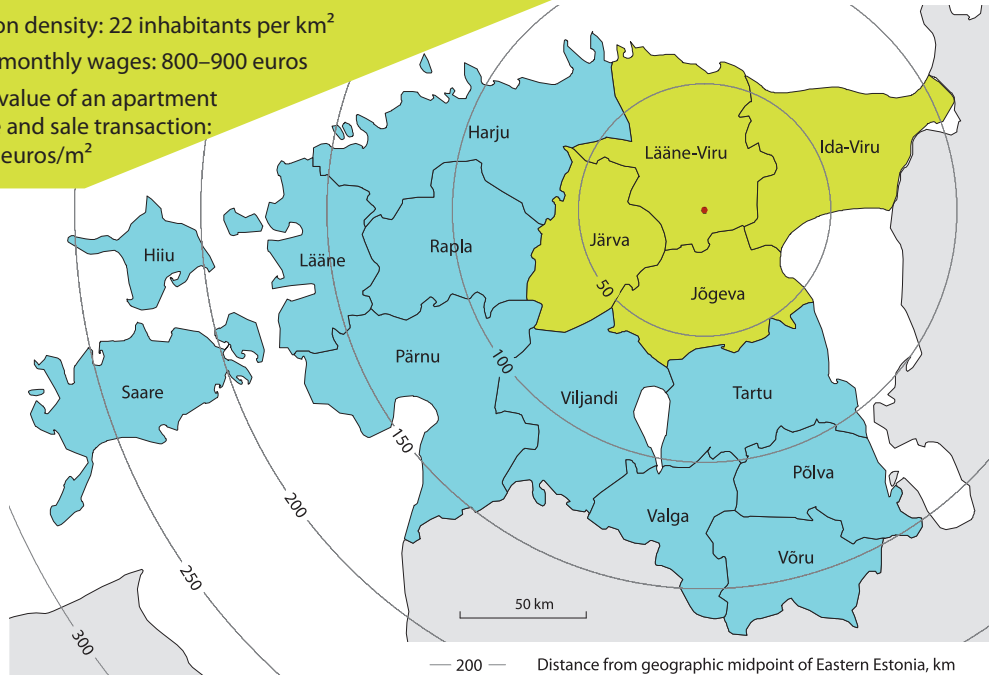 density: 22 inhabitants per km²
monthly wages: 800–900 euros
value of an apartment
and sale transaction:
euros/m²
Harju
Lääne-Viru
Ida-Viru
Järva
Hiiu
Lääne
Rapla
50
Jõgeva
Pärnu
100
Saare
Viljandi
Tartu
150
Põlva
200
Valga
Võru
250
50 km
300
200 Distance from geographic midpoint of Eastern Estonia, km